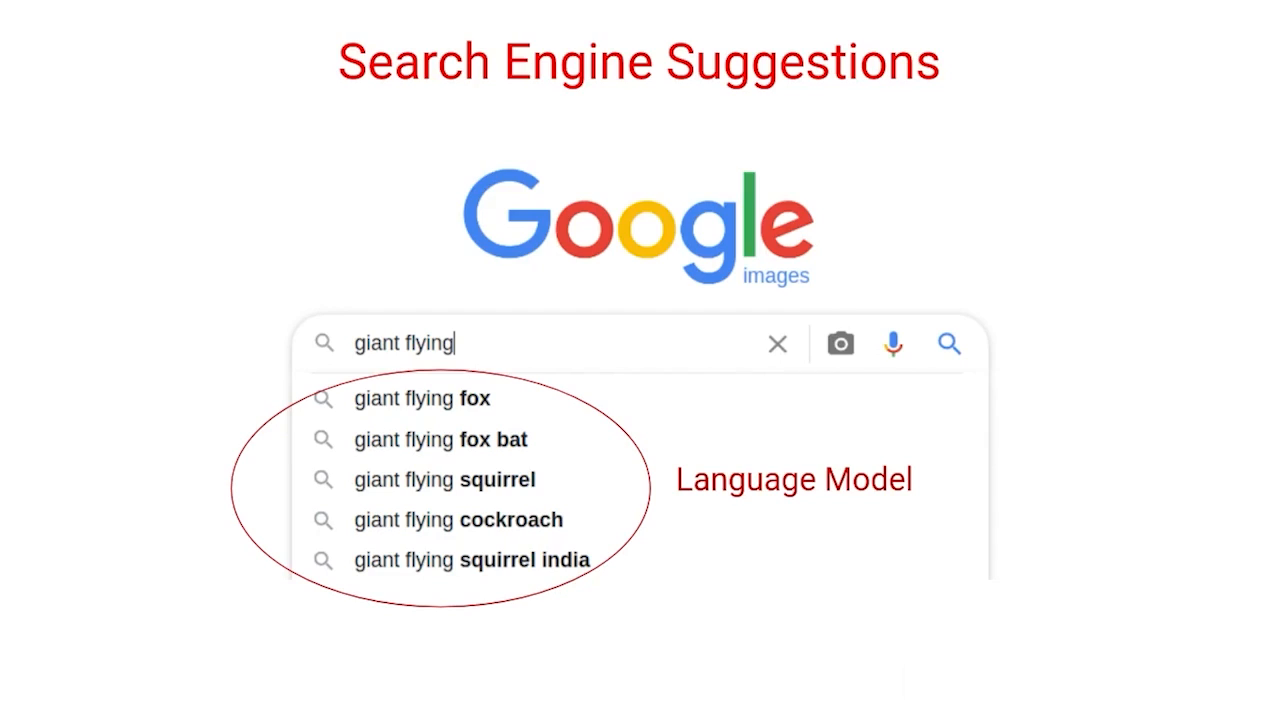 Search Engine Suggestions
Google
images
giant flying
giant flying fox
giant flying fox bat
giant flying squirrel
Language Model
giant flying cockroach
giant flying squirrel india